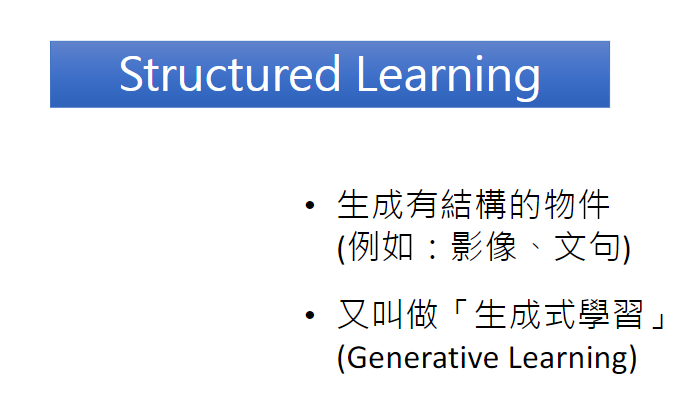 Structured Learning
• 生成有結構的物件
(例如：影像、文句)
• 又叫做「生成式學習」
(Generative Learning)